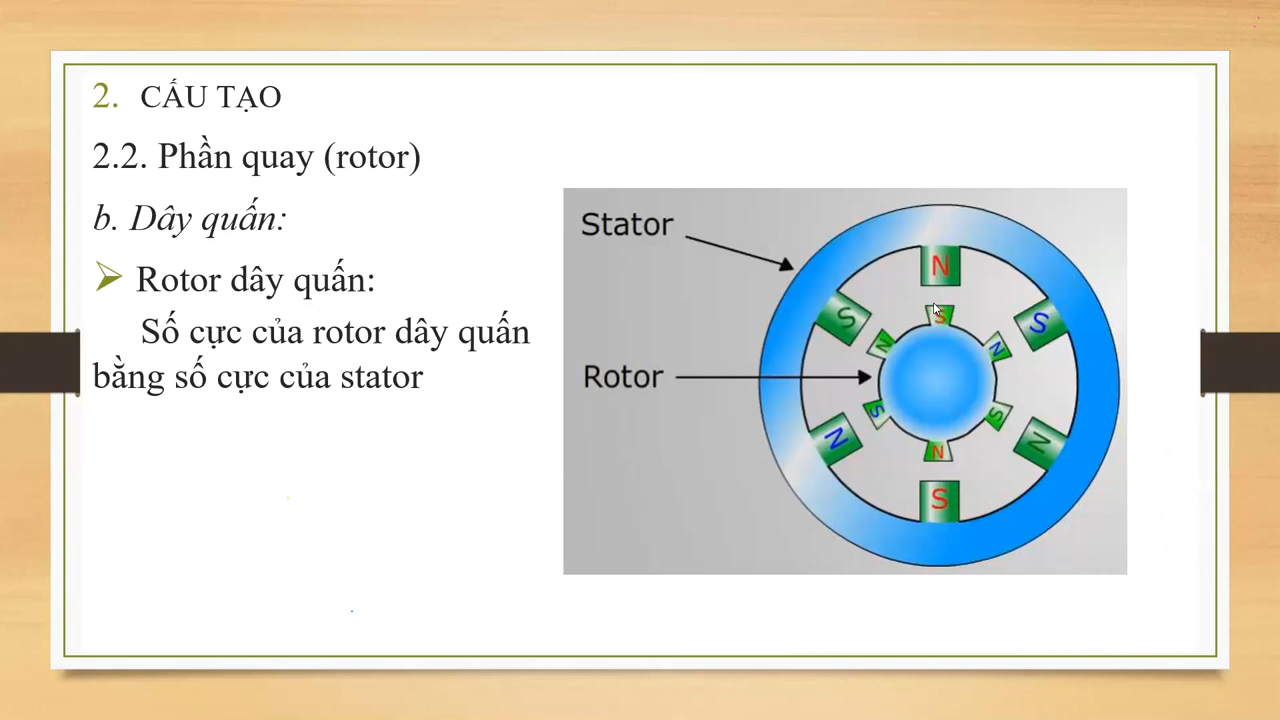 2. CẤU TẠO
2.2. Phần quay (rotor)
b. Dây quấn:
Rotor dây quấn:
Số cực của rotor dây quấn
bằng số cực của stator
Stator
N
S
S
S
N
N
Rotor
S
S
N
N
N
S